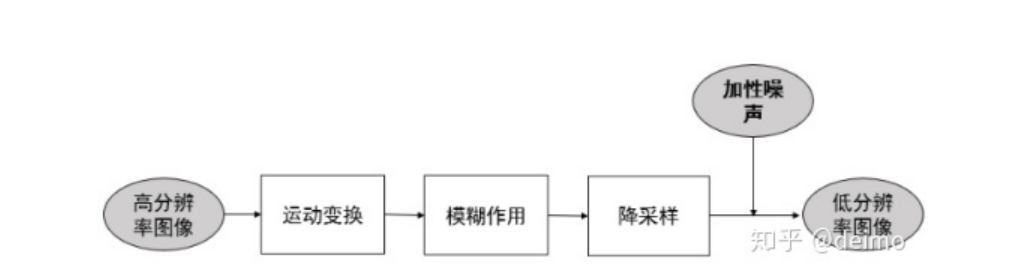 加性噪
声
高分辨
率图像
运动变换
模糊作用
降采样
低分辨
率图像
知乎 @deimo